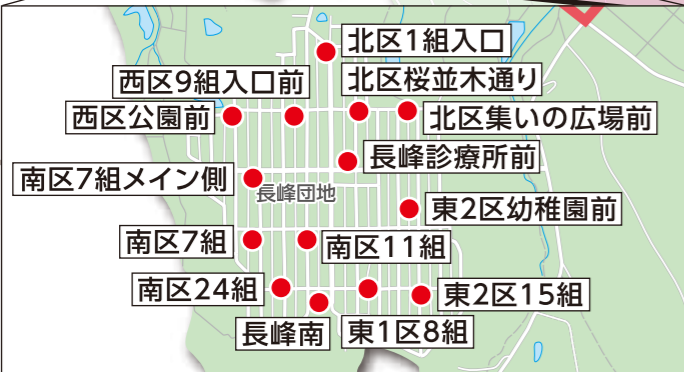 北区1組入口
西区9組入口前
北区桜並木通り
西区公園前
北区集いの広場前
長峰診療所前
南区7組メイン側
長峰団地
東2区幼稚園前
南区7組
南区11組
南区24組
東2区15組
長峰南
東1区8組